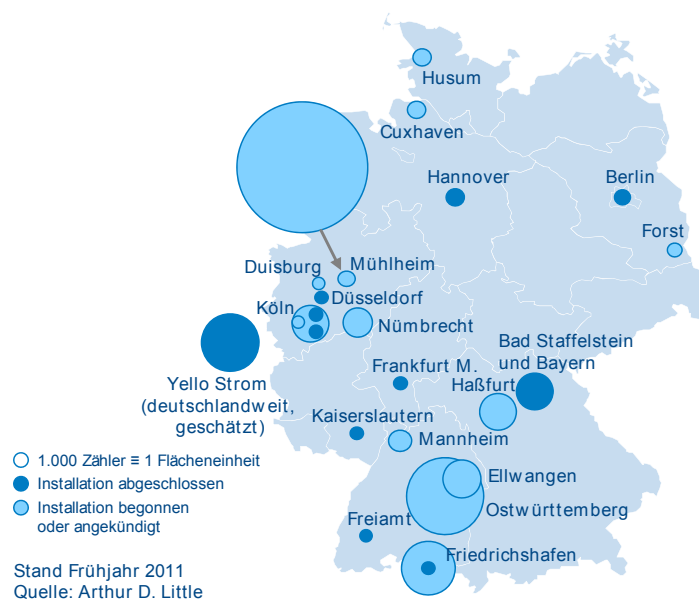 Husum
Cuxhaven
Hannover
Berlin
Forst
Duisburg
Mühlheim
Düsseldorf
Köln
Nümbrecht
Bad Staffelstein
und Bayern
Frankfurt M.
Haßfurt
Yello Strom
(deutschlandweit,
geschätzt)
Kaiserslautern
Mannheim
Ellwangen
Ostwürttemberg
Freiamt
Friedrichshafen
1.000 Zähler ≡ 1 Flächeneinheit
Installation abgeschlossen
Installation begonnen
oder angekündigt
Stand Frühjahr 2011
Quelle: Arthur D. Little